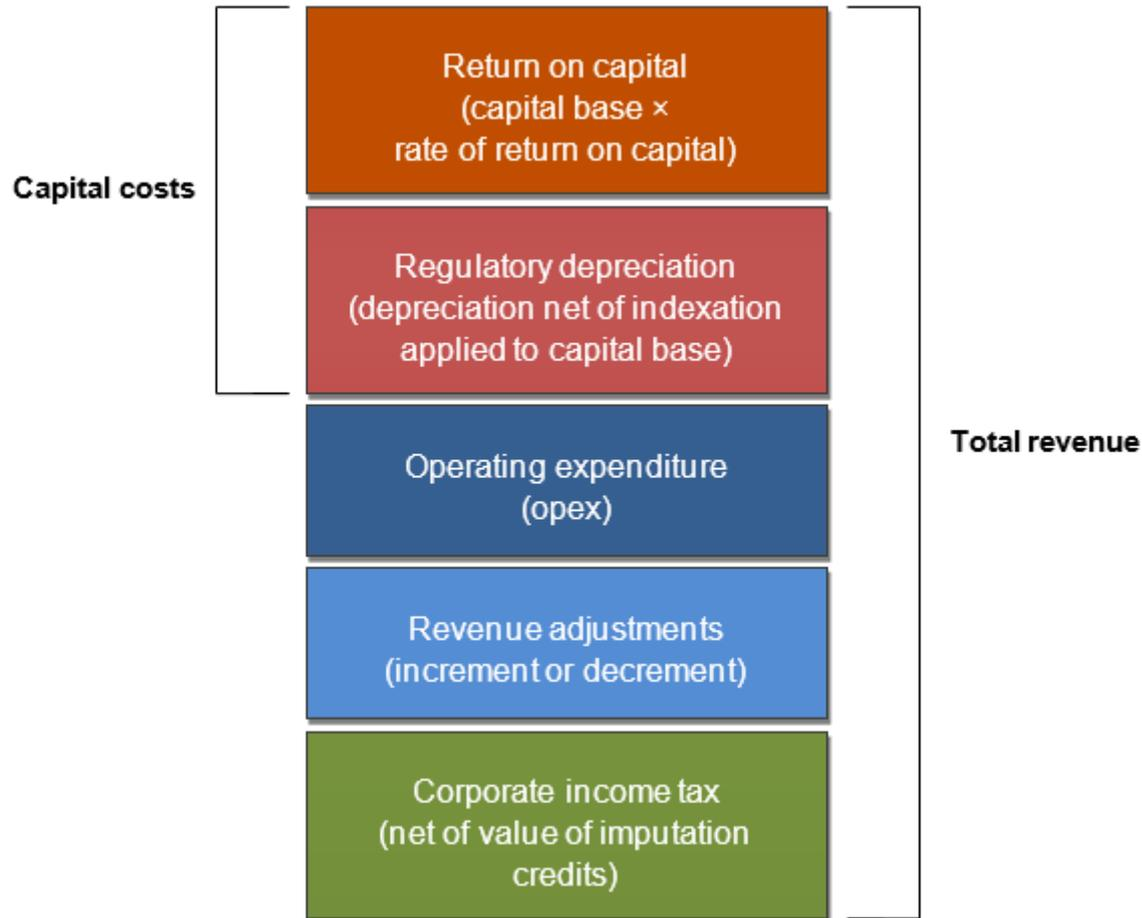 Return on capital
(capital base ×
rate of return on capital)
Capital costs
Regulatory depreciation
(depreciation net of indexation
applied to capital base)
Operating expenditure
(opex)
Total revenue
Revenue adjustments
(increment or decrement)
Corporate income tax
(net of value of imputation
credits)